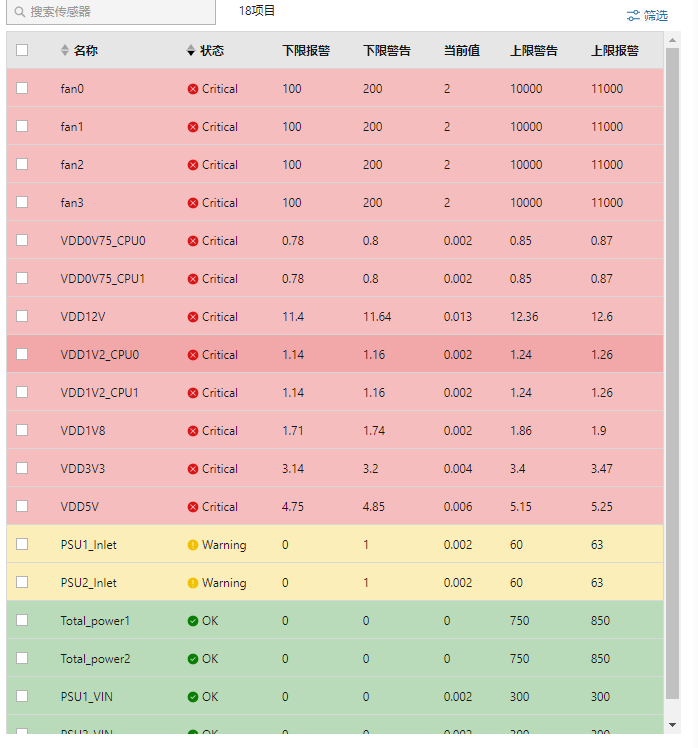 搜索传感器 18项目 筛选
名称 状态 下限报警 下限警告 当前值 上限警告 上限报警
fan0 Critical 100 200 2 10000 11000
fan1 Critical 100 200 2 10000 11000
fan2 Critical 100 200 2 10000 11000
fan3 Critical 100 200 2 10000 11000
VDD0V75_CPU0 Critical 0.78 0.8 0.002 0.85 0.87
VDD0V75_CPU1 Critical 0.78 0.8 0.002 0.85 0.87
VDD12V Critical 11.4 11.64 0.013 12.36 12.6
VDD1V2_CPU0 Critical 1.14 1.16 0.002 1.24 1.26
VDD1V2_CPU1 Critical 1.14 1.16 0.002 1.24 1.26
VDD1V8 Critical 1.71 1.74 0.002 1.86 1.9
VDD3V3 Critical 3.14 3.2 0.004 3.4 3.47
VDD5V Critical 4.75 4.85 0.006 5.15 5.25
PSU1_Inlet Warning 0 1 0.002 60 63
PSU2_Inlet Warning 0 1 0.002 60 63
Total_power1 OK 0 0 0 750 850
Total_power2 OK 0 0 0 750 850
PSU1_VIN OK 0 0 0.002 300 300
PSU2_VIN OK 0 0 0.002 300 300